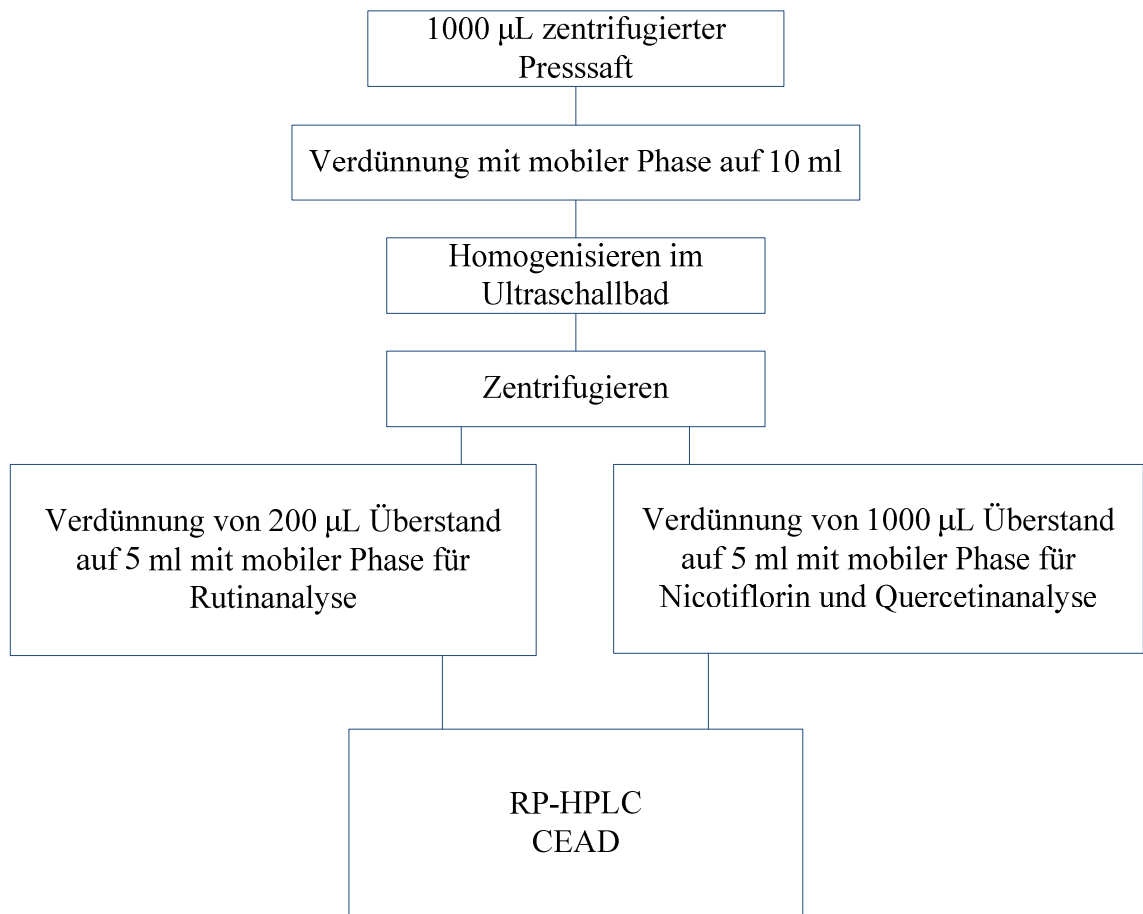 1000 μL zentrifugierter
Presssaft
Verdünnung mit mobiler Phase auf 10 ml
Homogenisieren im
Ultraschallbad
Zentrifugieren
Verdünnung von 200 μL Überstand
auf 5 ml mit mobiler Phase für
Rutinanalyse
Verdünnung von 1000 μL Überstand
auf 5 ml mit mobiler Phase für
Nicotiflorin und Quercetinanalyse
RP-HPLC
CEAD